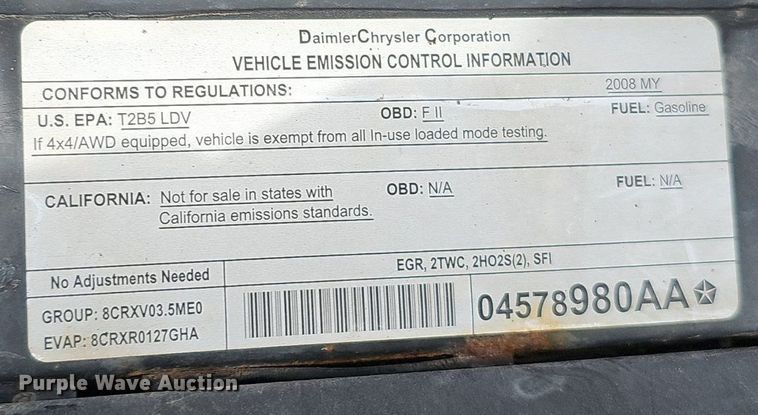 DaimlerChrysler Corporation
VEHICLE EMISSION CONTROL INFORMATION
CONFORMS TO REGULATIONS: 2008 MY
U.S. EPA: T2B5 LDV OBD: F II FUEL: Gasoline
If 4x4/AWD equipped, vehicle is exempt from all In-use loaded mode testing.
CALIFORNIA: Not for sale in states with OBD: N/A FUEL: N/A
California emissions standards.
No Adjustments Needed EGR, 2TWC, 2HO2S(2), SFI
GROUP: 8CRXV03.5ME0
04578980AA
EVAP: 8CRXR0127GHA
Purple Wave Auction